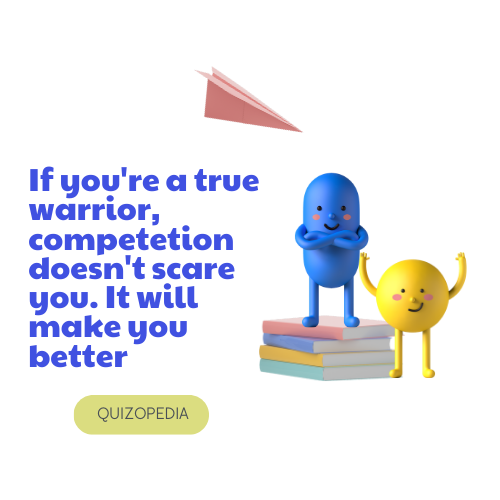 If you're a true
warrior,
competetion
doesn't scare
you. It will
make you
better
QUIZOPEDIA